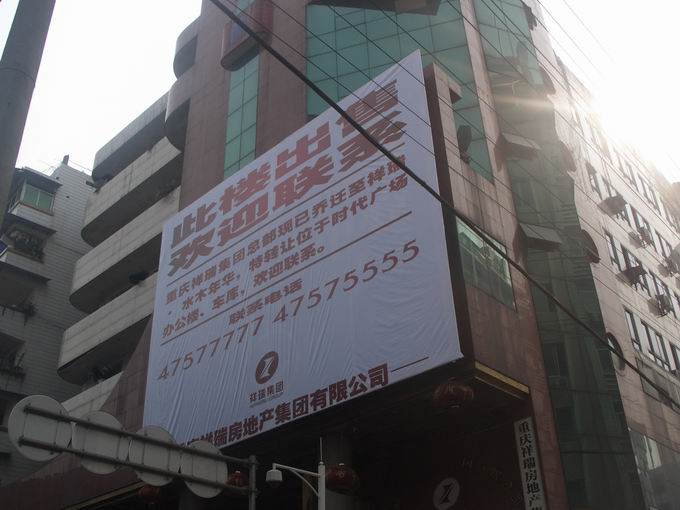 此楼出售
欢迎联系
重庆祥瑞集团总部现已乔迁至祥瑞
·水木年华，特转让位于时代广场
办公楼、车库，欢迎联系。
联系电话
47577777 47575555
祥瑞集团
祥瑞房地产集团有限公司
重庆祥瑞房地产